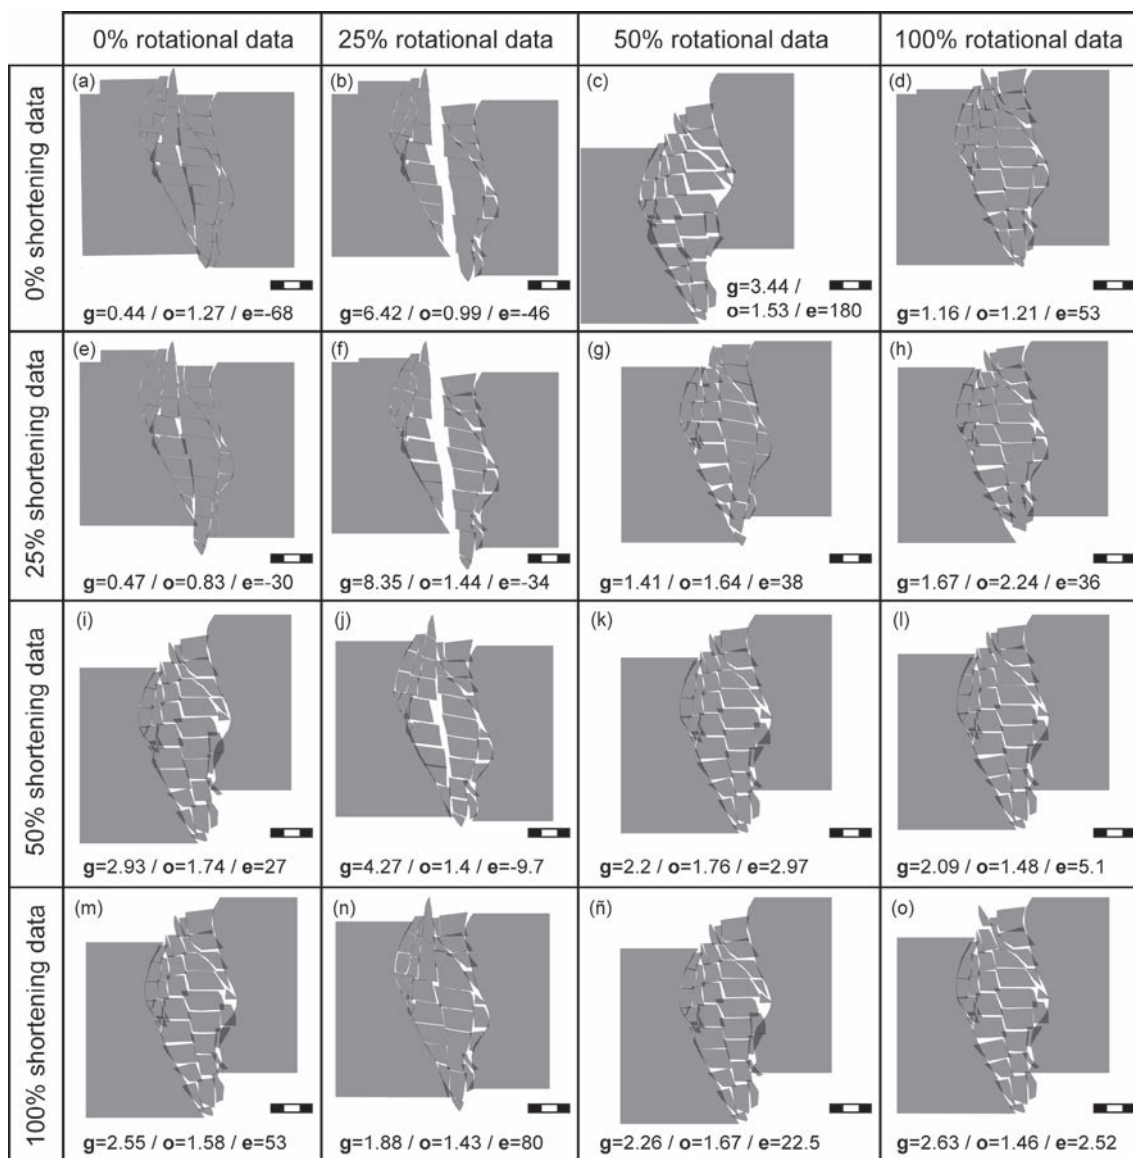 0% rotational data
25% rotational data
50% rotational data
100% rotational data
0% shortening data
(a)
g=0.44 / o=1.27 / e=-68
(b)
g=6.42 / o=0.99 / e=-46
(c)
g=3.44 /
o=1.53 / e=180
(d)
g=1.16 / o=1.21 / e=53
25% shortening data
(e)
g=0.47 / o=0.83 / e=-30
(f)
g=8.35 / o=1.44 / e=-34
(g)
g=1.41 / o=1.64 / e=38
(h)
g=1.67 / o=2.24 / e=36
50% shortening data
(i)
g=2.93 / o=1.74 / e=27
(j)
g=4.27 / o=1.4 / e=-9.7
(k)
g=2.2 / o=1.76 / e=2.97
(l)
g=2.09 / o=1.48 / e=5.1
100% shortening data
(m)
g=2.55 / o=1.58 / e=53
(n)
g=1.88 / o=1.43 / e=80
(ñ)
g=2.26 / o=1.67 / e=22.5
(o)
g=2.63 / o=1.46 / e=2.52